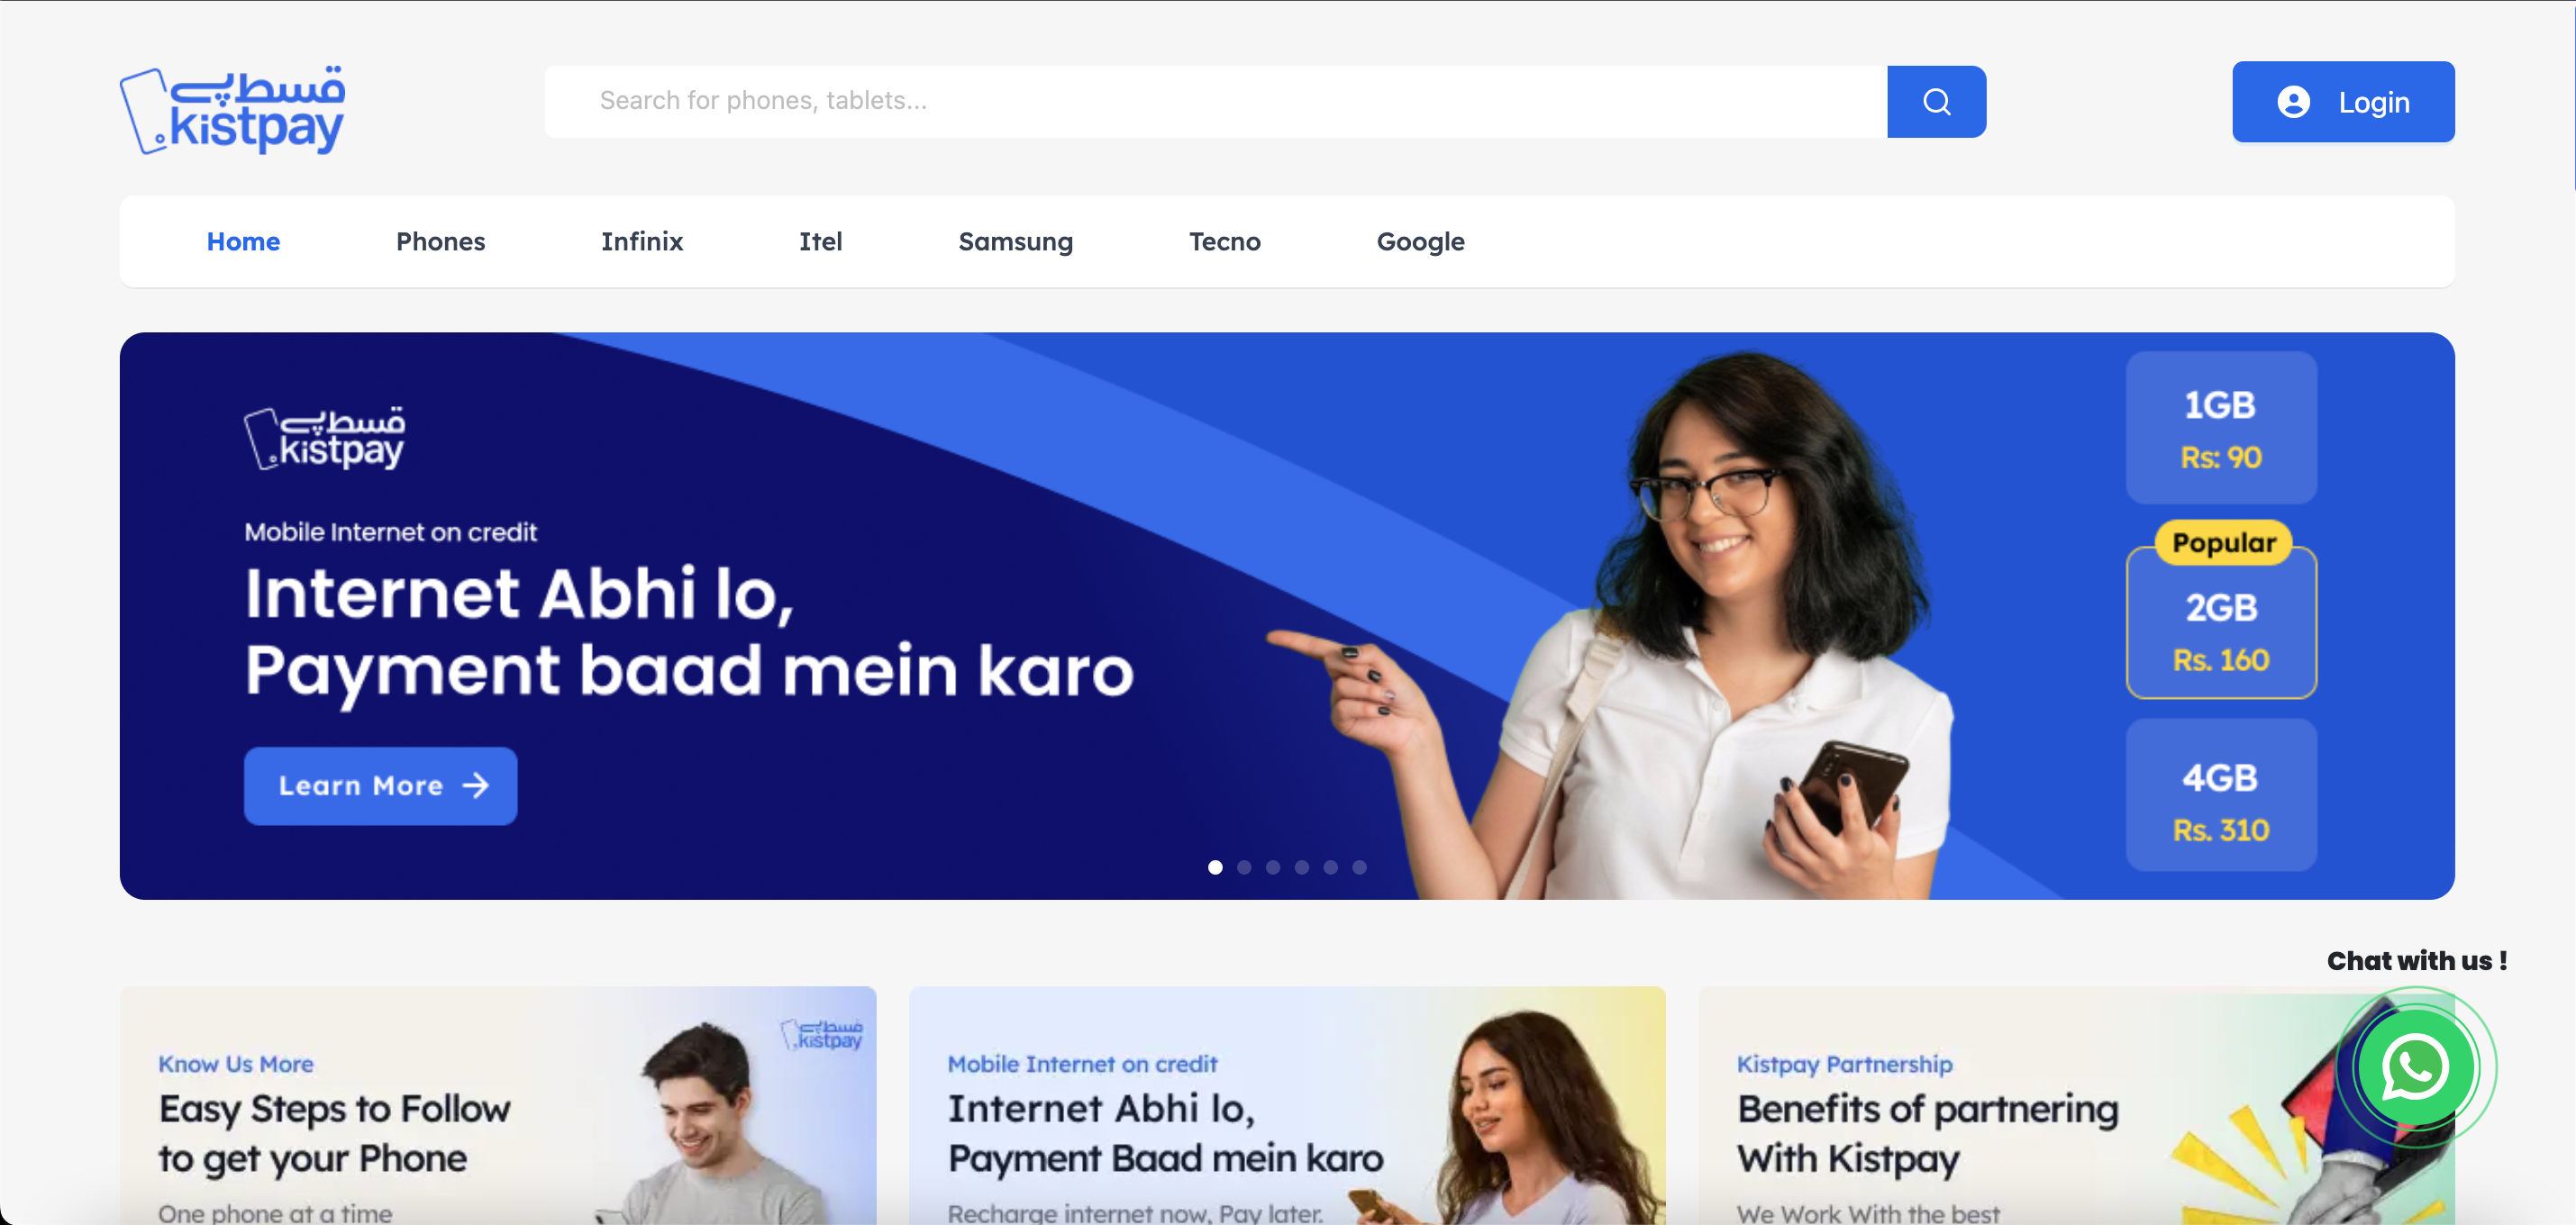 قسط پے
kistpay
Search for phones, tablets...
Login
Home Phones Infinix Itel Samsung Tecno Google
قسط پے
kistpay
Mobile Internet on credit
Internet Abhi lo,
Payment baad mein karo
Learn More →
1GB
Rs: 90
Popular
2GB
Rs. 160
4GB
Rs. 310
Chat with us !
قسط پے
kistpay
Know Us More
Easy Steps to Follow
to get your Phone
One phone at a time
Mobile Internet on credit
Internet Abhi lo,
Payment Baad mein karo
Recharge internet now, Pay later.
Kistpay Partnership
Benefits of partnering
With Kistpay
We Work With the best